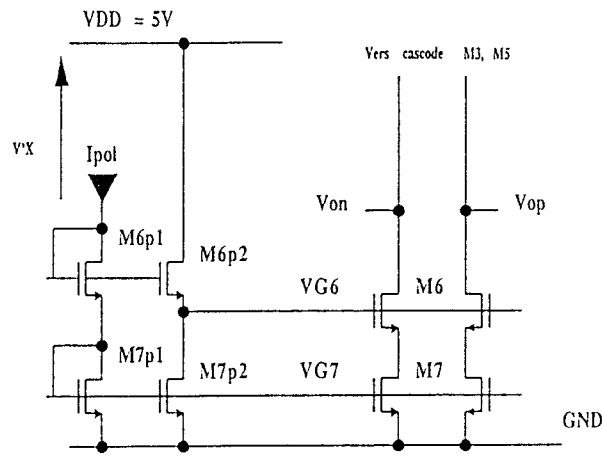 VDD = 5V
Vers cascode M3, M5
V'X
Ipol
Von
Vop
M6p1
M6p2
VG6
M6
M7p1
M7p2
VG7
M7
GND